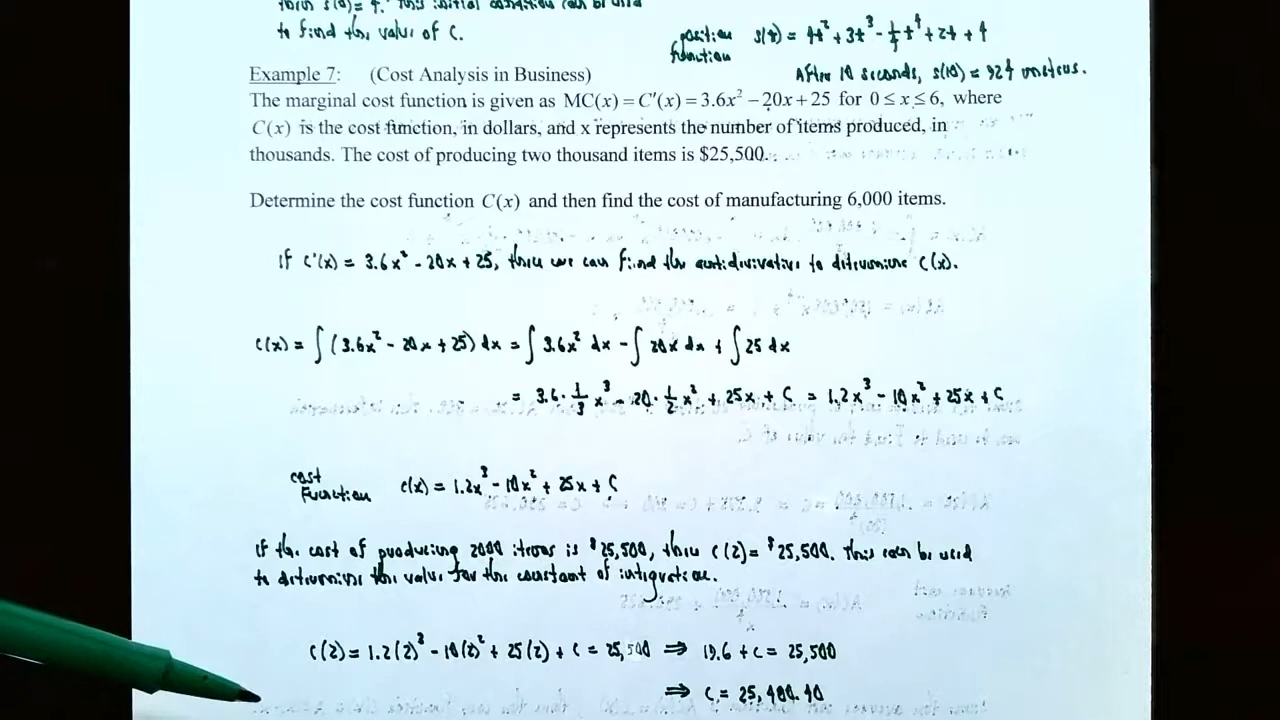 then s(0) = 4. This initial condition can be used
to find the value of C.
position function s(t) = 4t² + 3t³ - ¼t⁴ + 2t + 4
After 10 seconds, s(10) = 924 meters.
Example 7: (Cost Analysis in Business)
The marginal cost function is given as MC(x) = C′(x) = 3.6x² − 20x + 25 for 0 ≤ x ≤ 6, where
C(x) is the cost function, in dollars, and x represents the number of items produced, in
thousands. The cost of producing two thousand items is $25,500.
Determine the cost function C(x) and then find the cost of manufacturing 6,000 items.
If C'(x) = 3.6x² - 20x + 25, then we can find the antiderivative to determine C(x).
C(x) = ∫(3.6x² - 20x + 25) dx = ∫3.6x² dx - ∫20x dx + ∫25 dx
= 3.6·⅓x³ - 20·½x² + 25x + C = 1.2x³ - 10x² + 25x + C
cost function C(x) = 1.2x³ - 10x² + 25x + C
If the cost of producing 2000 items is $25,500, then C(2) = $25,500. This can be used
to determine the value for the constant of integration.
C(2) = 1.2(2)³ - 10(2)² + 25(2) + C = 25,500 ⇒ 19.6 + C = 25,500
⇒ C = 25,480.40